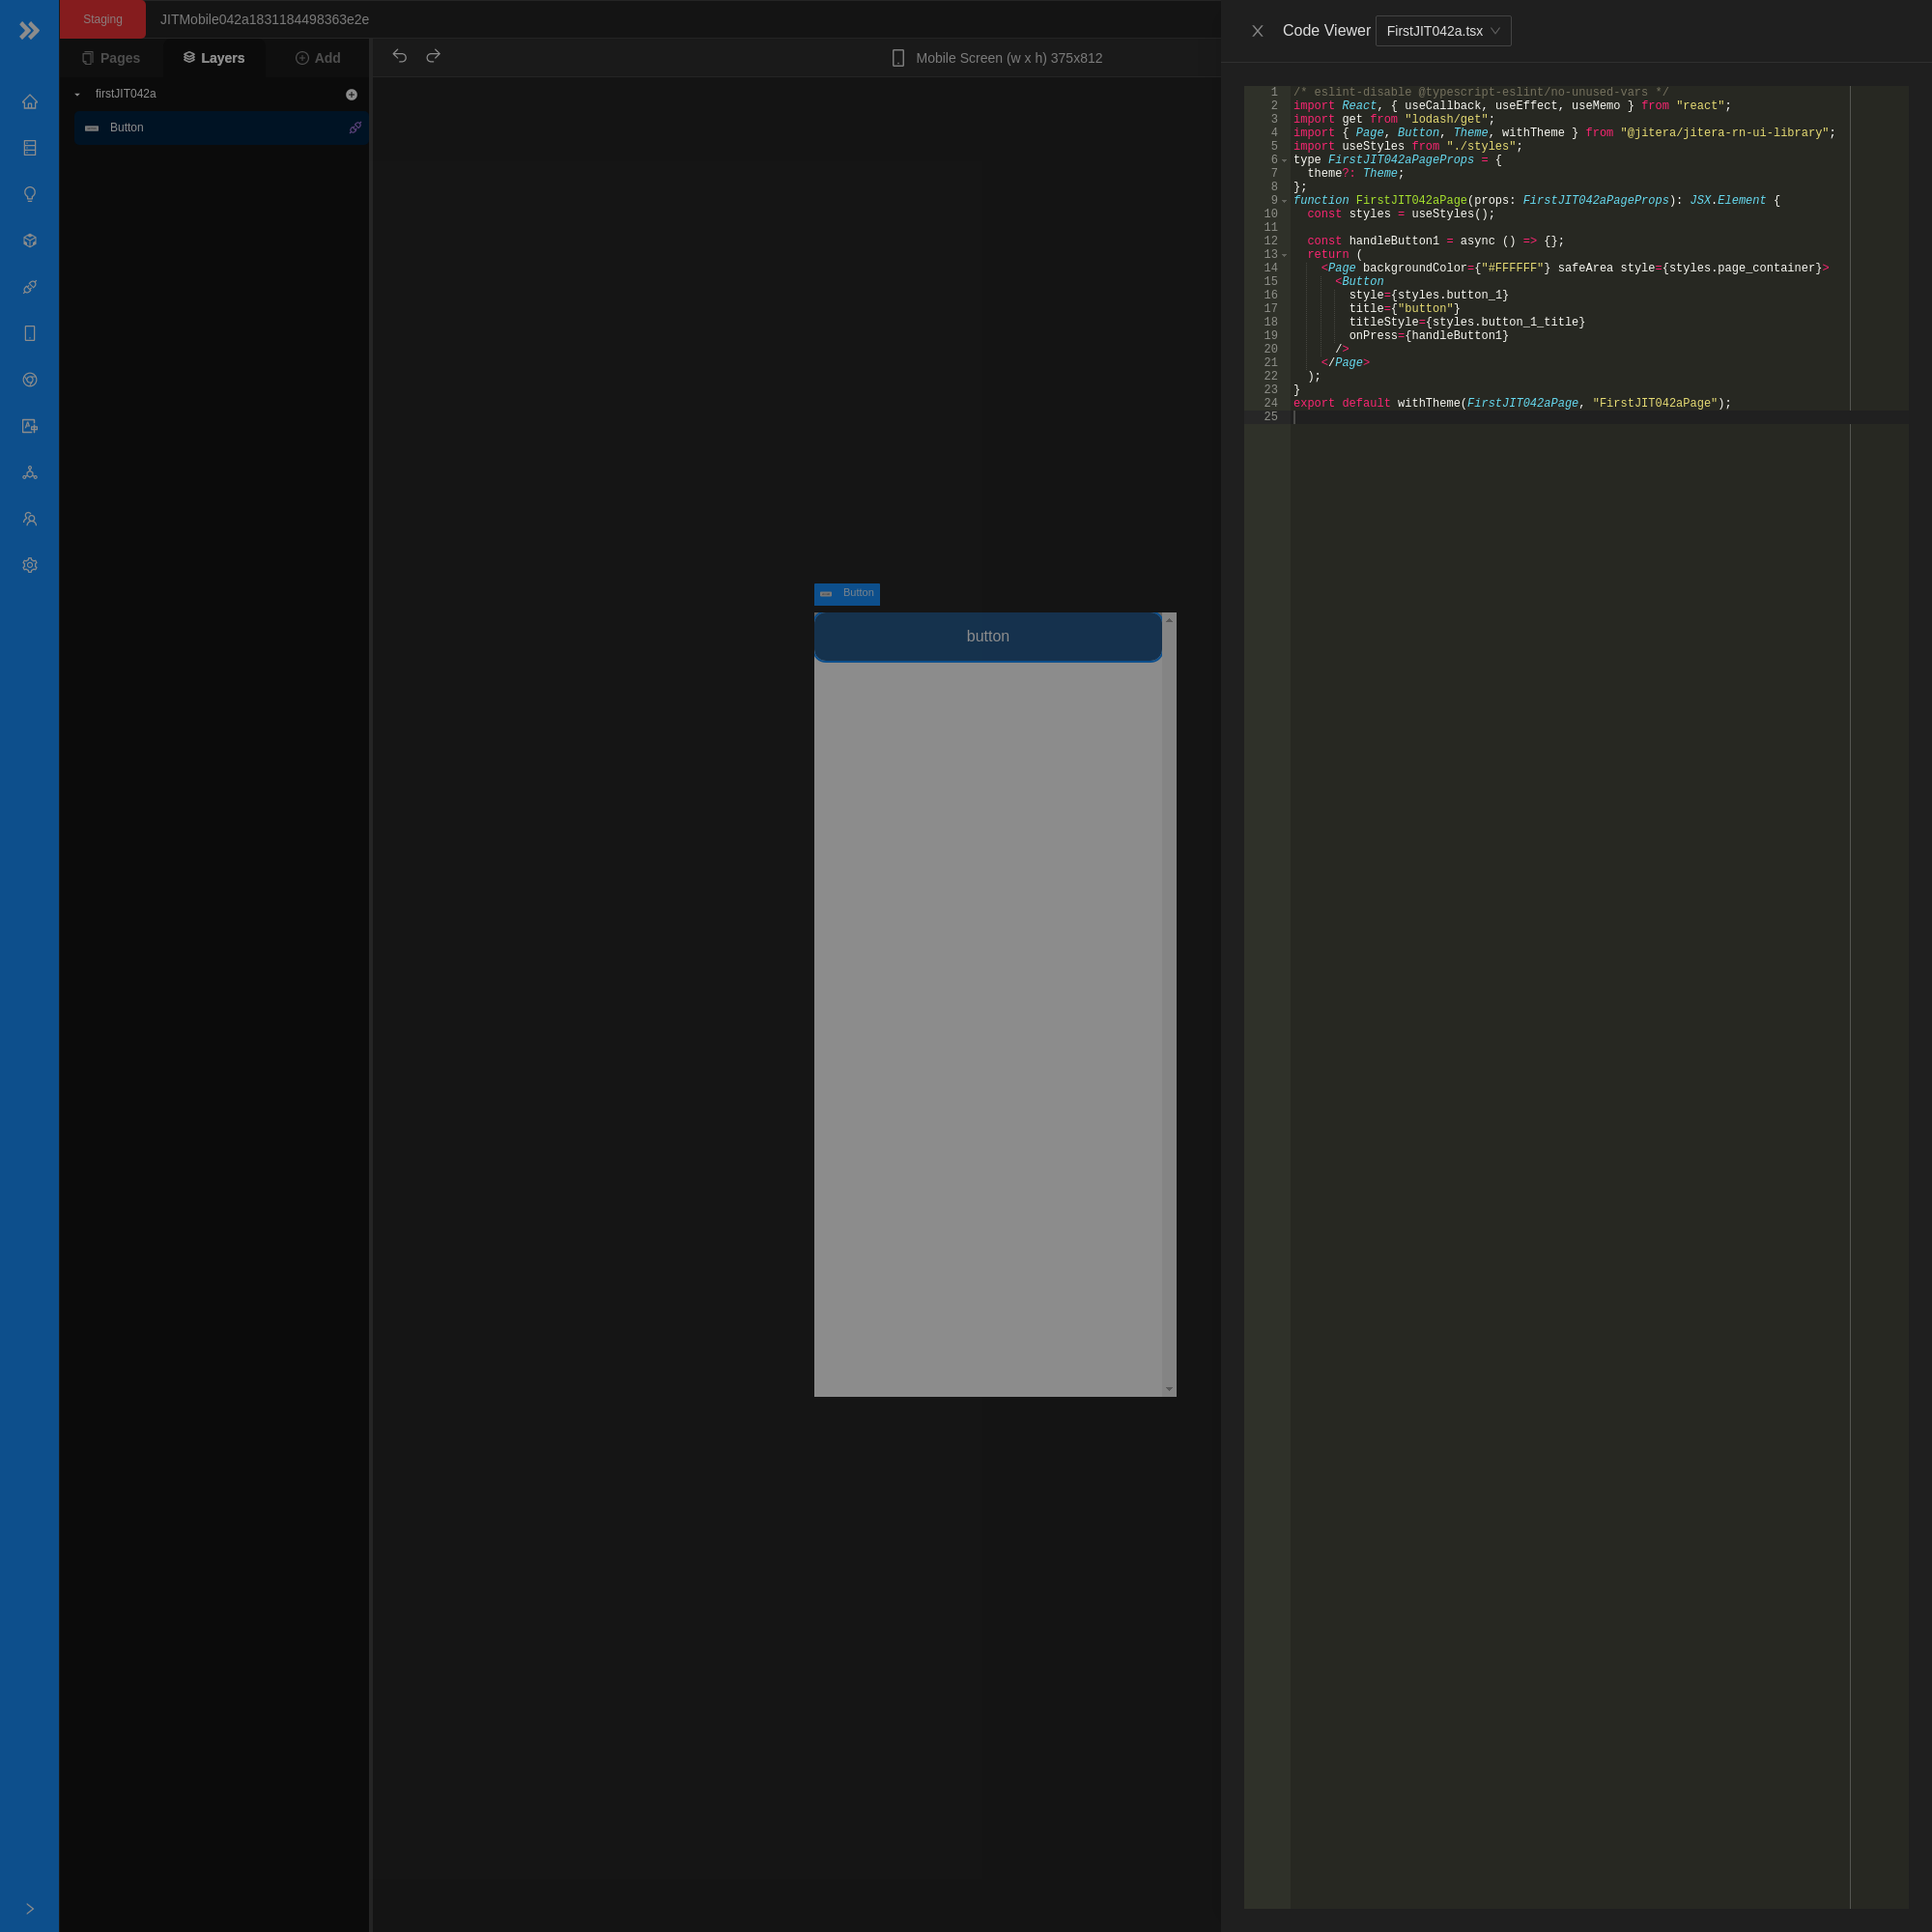 Staging
JITMobile042a1831184498363e2e
Pages
Layers
Add
firstJIT042a
Button
Mobile Screen (w x h) 375x812
Button
button
Code Viewer
FirstJIT042a.tsx
1 /* eslint-disable @typescript-eslint/no-unused-vars */
2 import React, { useCallback, useEffect, useMemo } from "react";
3 import get from "lodash/get";
4 import { Page, Button, Theme, withTheme } from "@jitera/jitera-rn-ui-library";
5 import useStyles from "./styles";
6 type FirstJIT042aPageProps = {
7   theme?: Theme;
8 };
9 function FirstJIT042aPage(props: FirstJIT042aPageProps): JSX.Element {
10   const styles = useStyles();
11
12   const handleButton1 = async () => {};
13   return (
14     <Page backgroundColor={"#FFFFFF"} safeArea style={styles.page_container}>
15       <Button
16         style={styles.button_1}
17         title={"button"}
18         titleStyle={styles.button_1_title}
19         onPress={handleButton1}
20       />
21     </Page>
22   );
23 }
24 export default withTheme(FirstJIT042aPage, "FirstJIT042aPage");
25